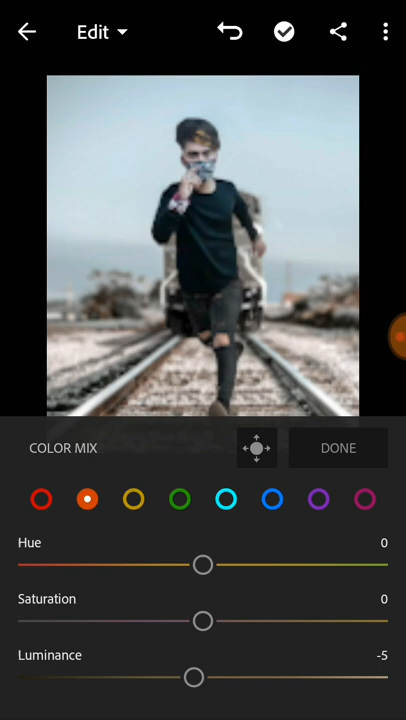 Edit
COLOR MIX
DONE
Hue 0
Saturation 0
Luminance -5